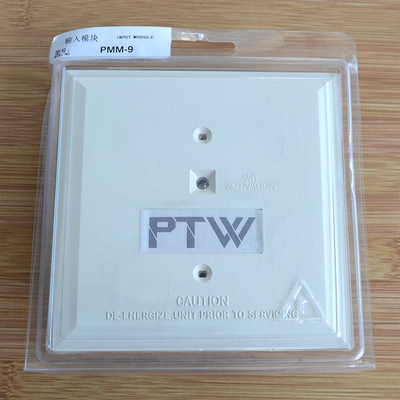 输入模块 INPUT MODULE
PMM-9
ACTIVATION
PTW
CAUTION
DE-ENERGIZE UNIT PRIOR TO SERVICING